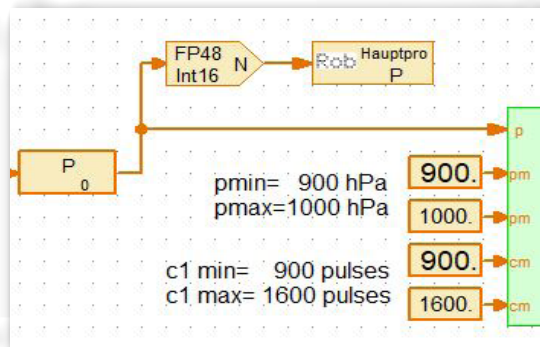 FP48
Int16 N
Rob Hauptpro
P
P
0
p
pmin= 900 hPa
pmax=1000 hPa
900.
pm
1000.
pm
c1 min= 900 pulses
c1 max= 1600 pulses
900.
cm
1600.
cm